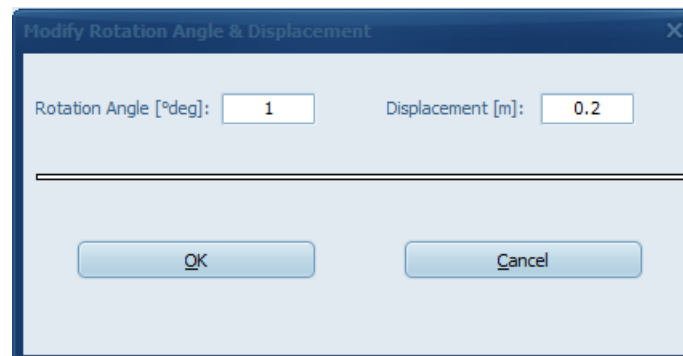 Modify Rotation Angle & Displacement
Rotation Angle [°deg]: 1 Displacement [m]: 0.2
OK Cancel